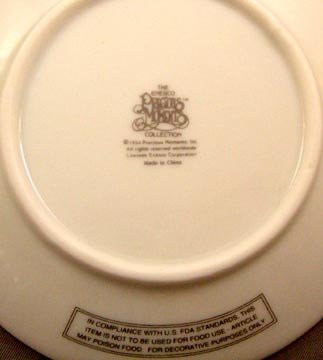 THE
ENESCO
Precious
Moments™
COLLECTION
© 1994 Precious Moments, Inc.
All rights reserved worldwide
Licensee Enesco Corporation
Made in China
IN COMPLIANCE WITH U.S. FDA STANDARDS, THIS
ITEM IS NOT TO BE USED FOR FOOD USE - ARTICLE
MAY POISON FOOD. FOR DECORATIVE PURPOSES ONLY